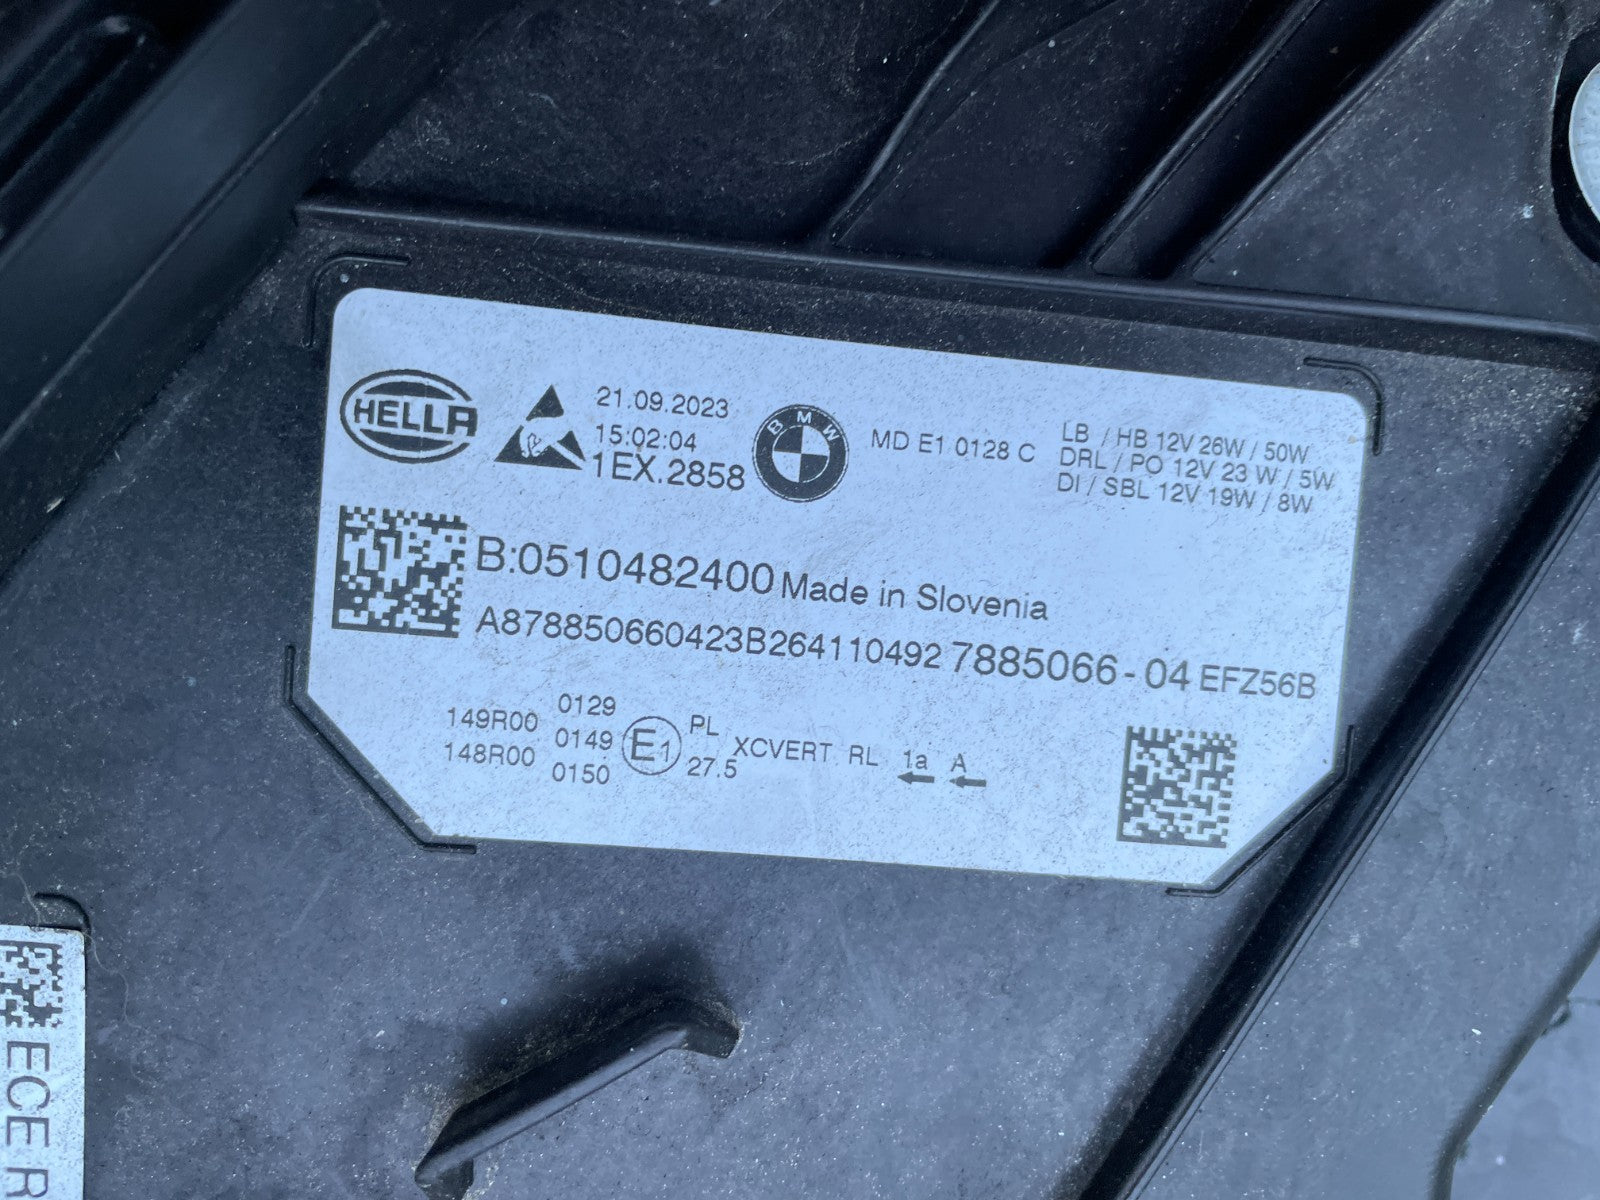 HELLA
21.09.2023
15:02:04
1EX.2858
BMW
MD E1 0128 C
LB / HB 12V 26W / 50W
DRL / PO 12V 23 W / 5W
DI / SBL 12V 19W / 8W
B:0510482400 Made in Slovenia
A878850660423B2641104927885066-04 EFZ56B
0129
149R00 0149
148R00 0150
E1
PL
27.5
XCVERT RL 1a A
ECE R